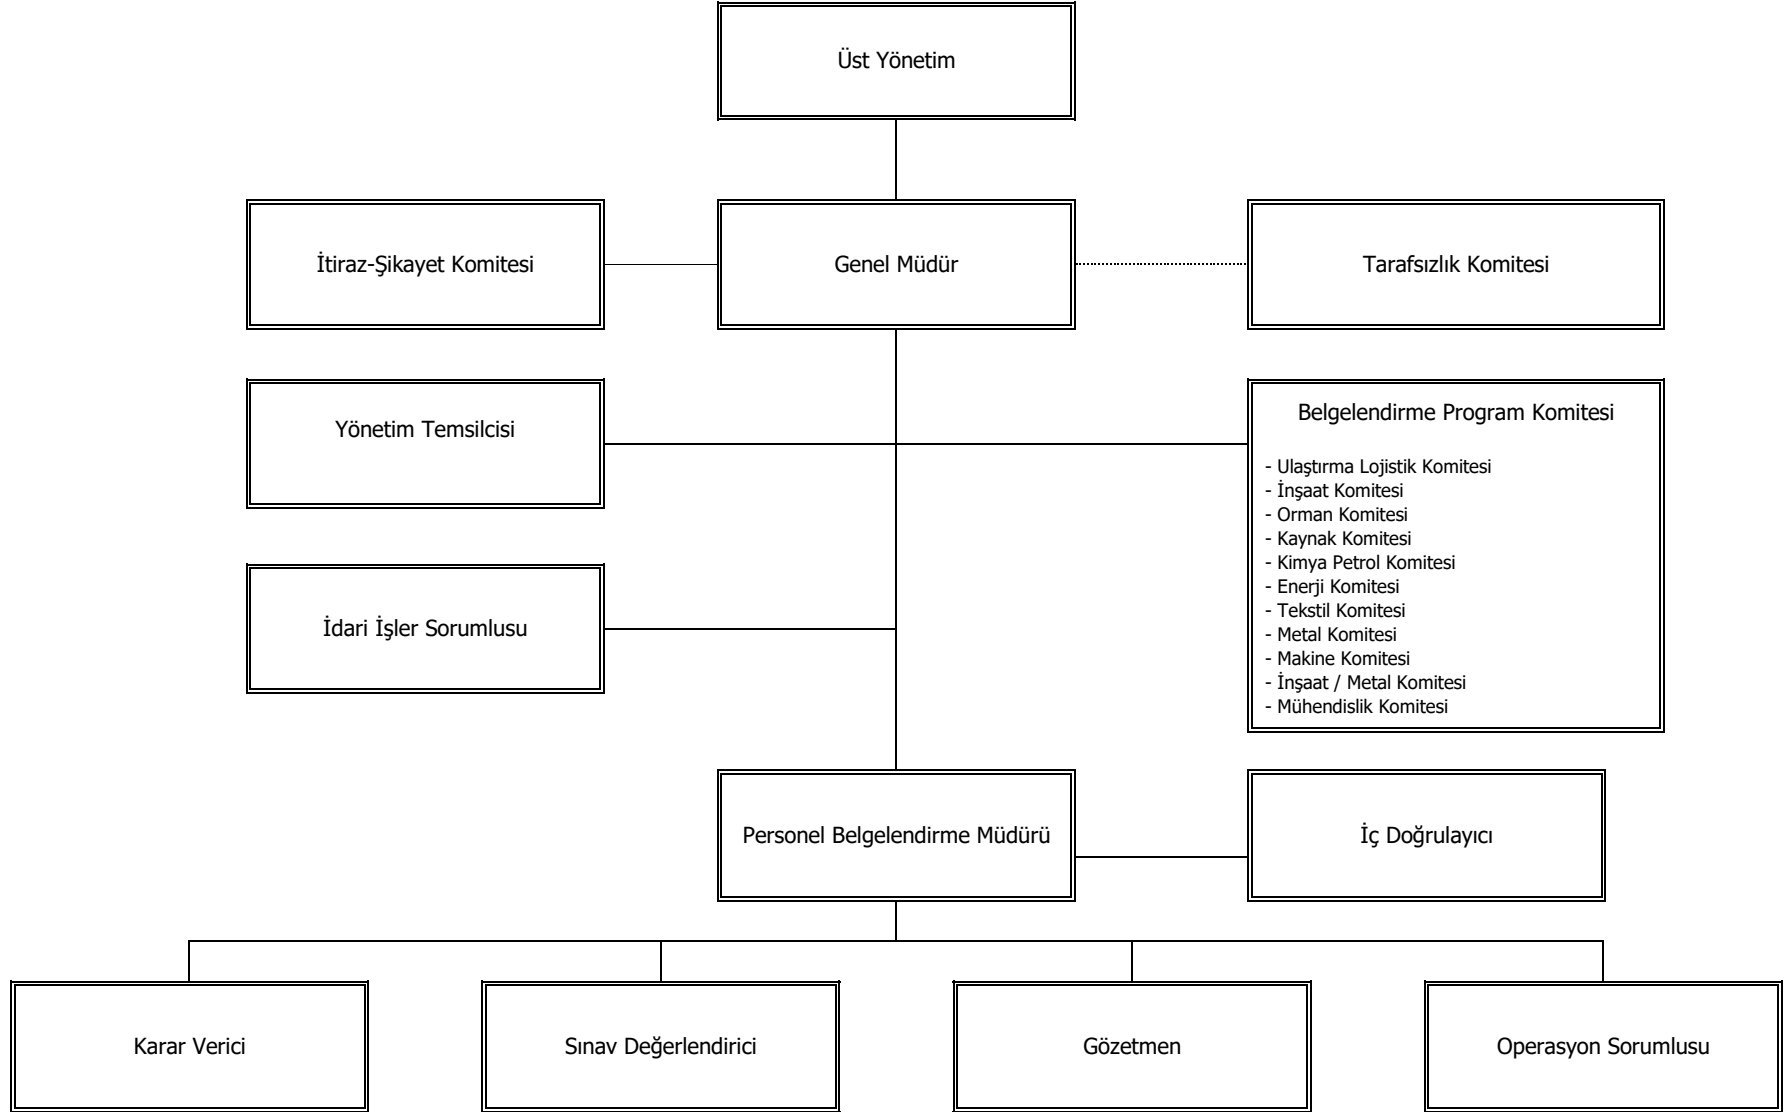 Üst Yönetim
İtiraz-Şikayet Komitesi
Genel Müdür
Tarafsızlık Komitesi
Yönetim Temsilcisi
Belgelendirme Program Komitesi
- Ulaştırma Lojistik Komitesi
- İnşaat Komitesi
- Orman Komitesi
- Kaynak Komitesi
- Kimya Petrol Komitesi
- Enerji Komitesi
- Tekstil Komitesi
- Metal Komitesi
- Makine Komitesi
- İnşaat / Metal Komitesi
- Mühendislik Komitesi
İdari İşler Sorumlusu
Personel Belgelendirme Müdürü
İç Doğrulayıcı
Karar Verici
Sınav Değerlendirici
Gözetmen
Operasyon Sorumlusu